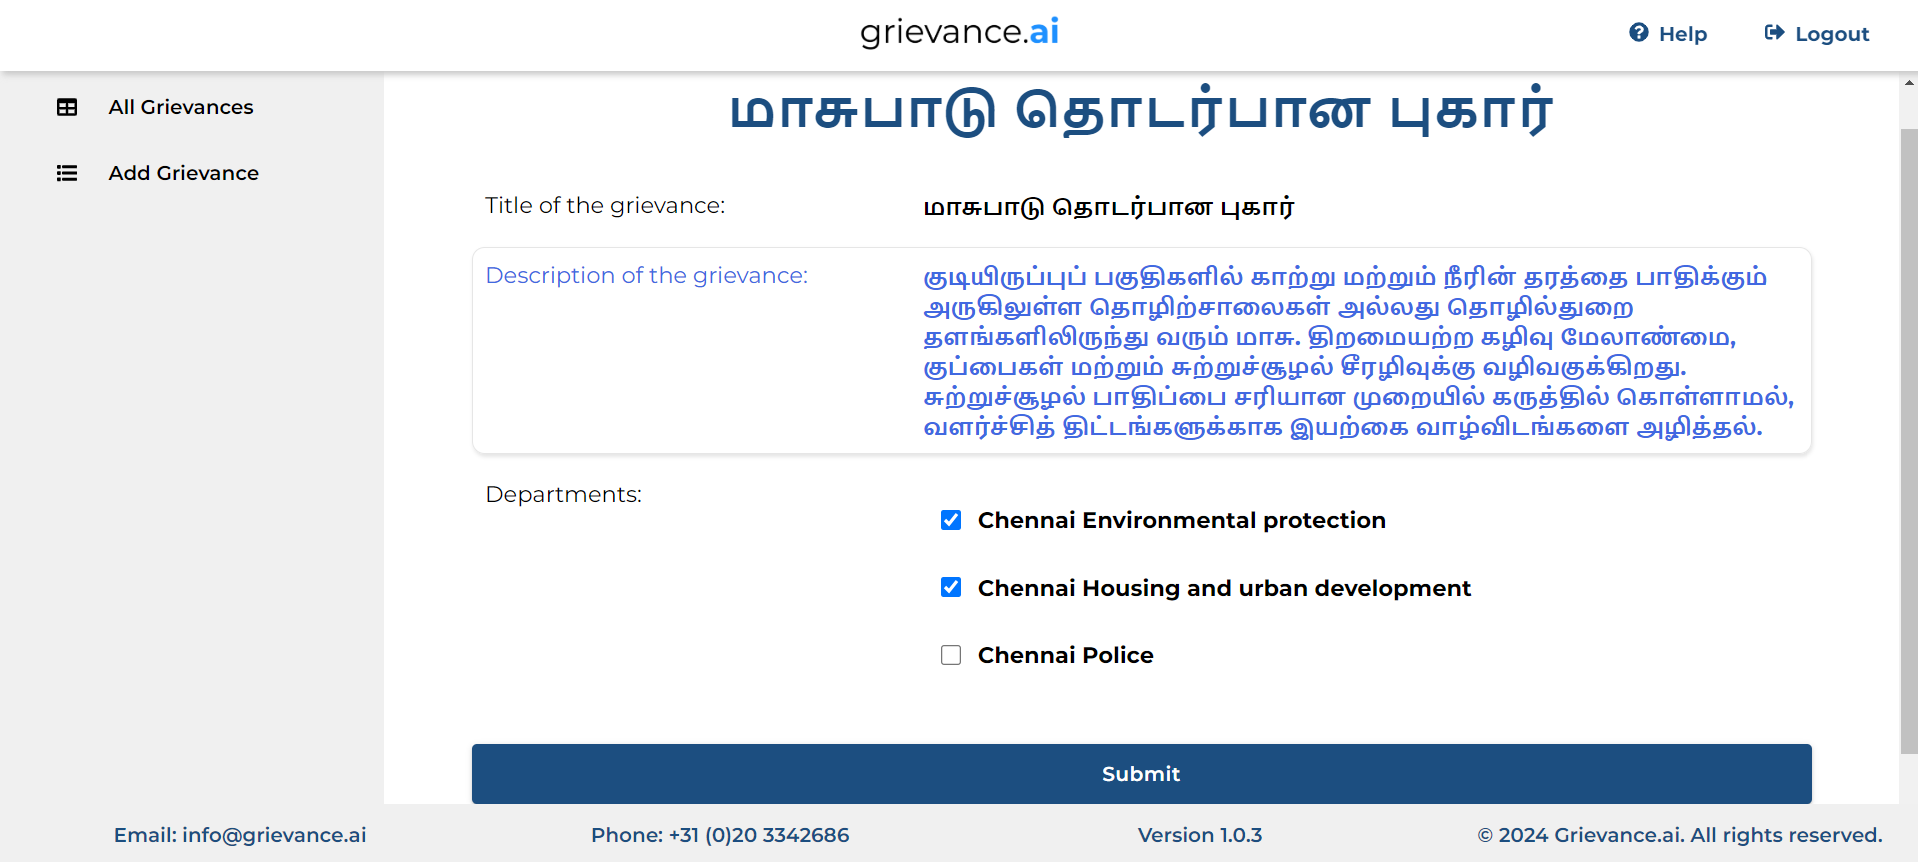 grievance.ai
Help
Logout
All Grievances
Add Grievance
மாசுபாடு தொடர்பான புகார்
Title of the grievance:
மாசுபாடு தொடர்பான புகார்
Description of the grievance:
குடியிருப்புப் பகுதிகளில் காற்று மற்றும் நீரின் தரத்தை பாதிக்கும்
அருகிலுள்ள தொழிற்சாலைகள் அல்லது தொழில்துறை
தளங்களிலிருந்து வரும் மாசு. திறமையற்ற கழிவு மேலாண்மை,
குப்பைகள் மற்றும் சுற்றுச்சூழல் சீரழிவுக்கு வழிவகுக்கிறது.
சுற்றுச்சூழல் பாதிப்பை சரியான முறையில் கருத்தில் கொள்ளாமல்,
வளர்ச்சித் திட்டங்களுக்காக இயற்கை வாழ்விடங்களை அழித்தல்.
Departments:
Chennai Environmental protection
Chennai Housing and urban development
Chennai Police
Submit
Email: info@grievance.ai
Phone: +31 (0)20 3342686
Version 1.0.3
© 2024 Grievance.ai. All rights reserved.